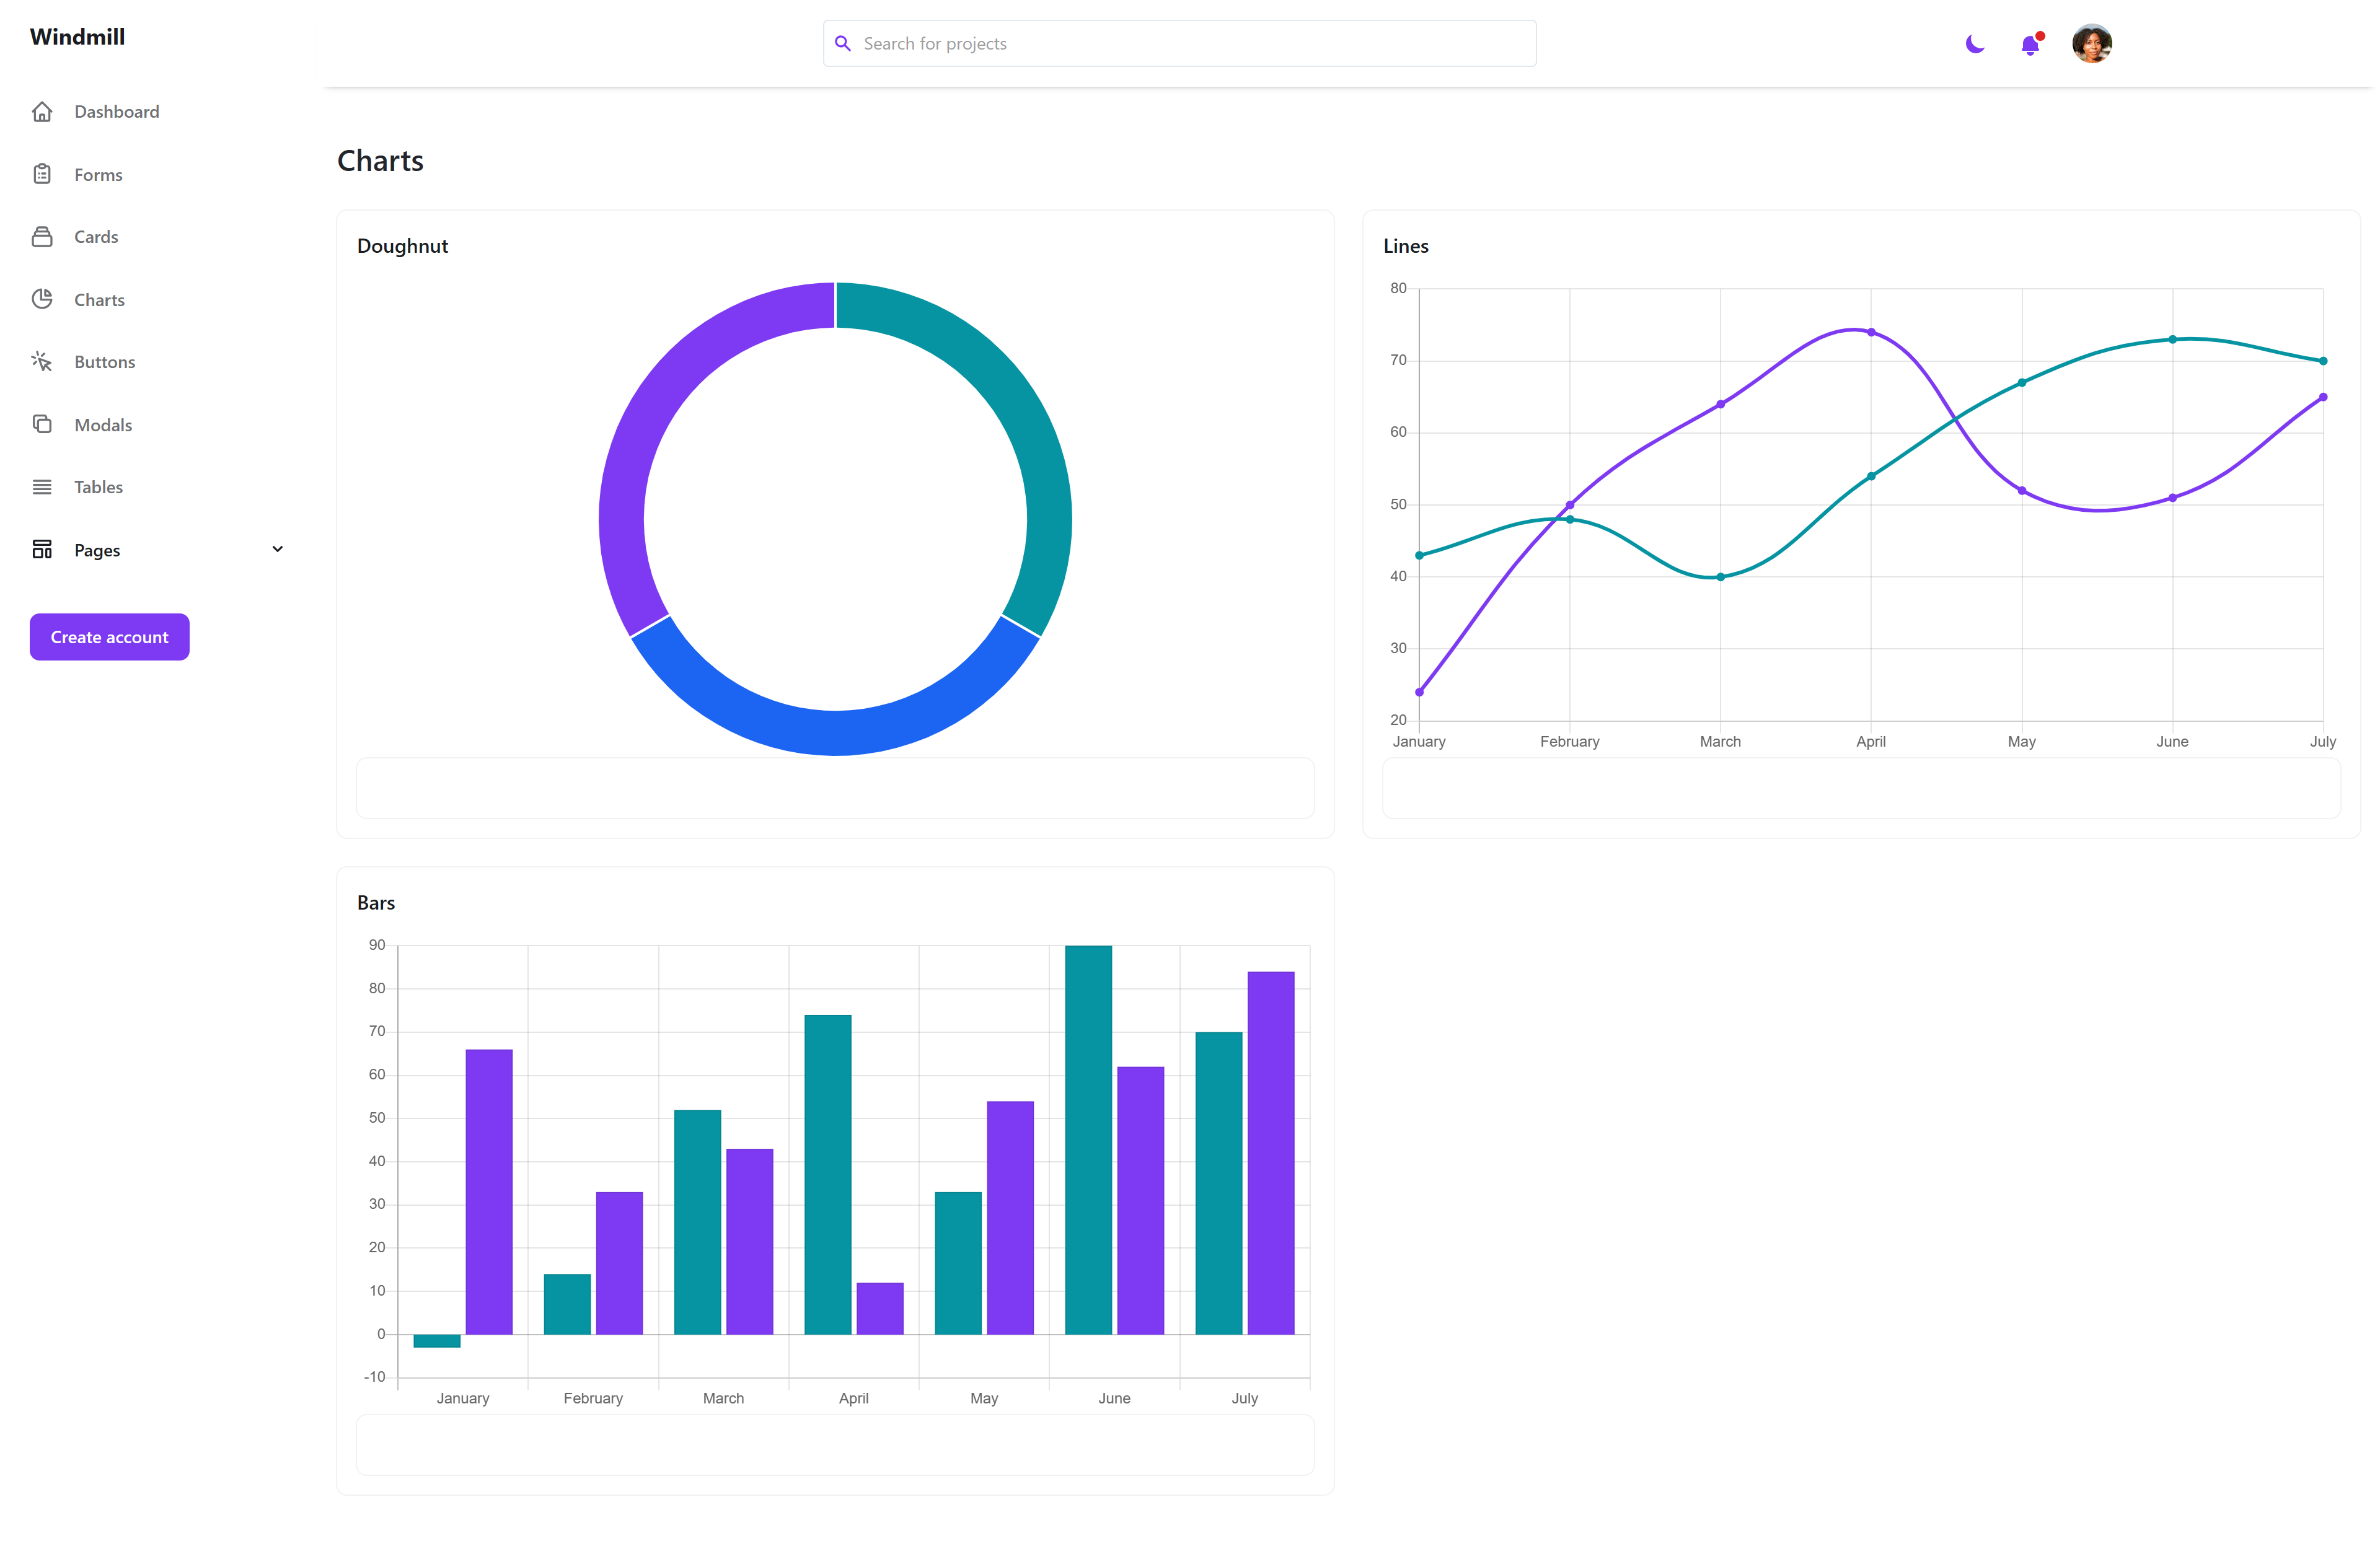 Windmill
Search for projects
Dashboard
Forms
Cards
Charts
Buttons
Modals
Tables
Pages
Create account
Charts
Doughnut
Lines
80
70
60
50
40
30
20
January February March April May June July
Bars
90
80
70
60
50
40
30
20
10
0
-10
January February March April May June July